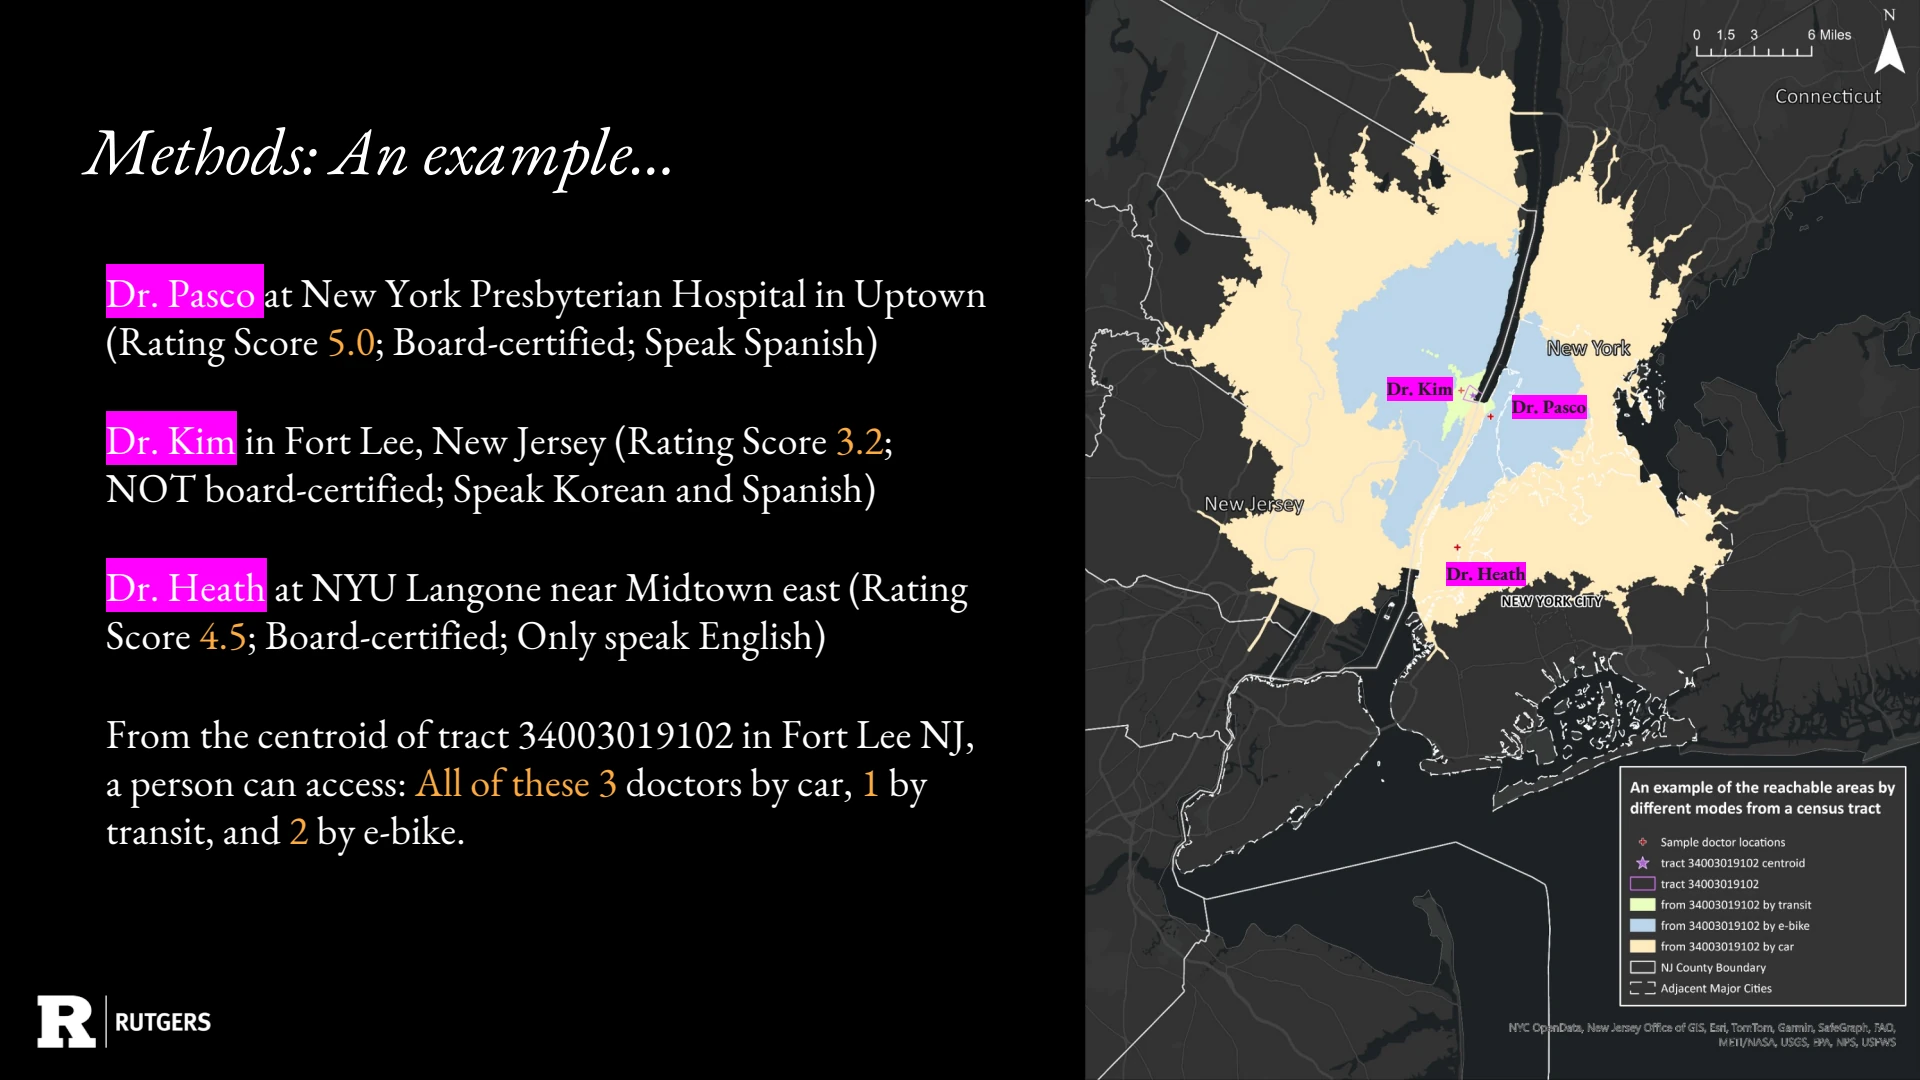 Methods: An example...
Dr. Pasco at New York Presbyterian Hospital in Uptown
(Rating Score 5.0; Board-certified; Speak Spanish)
Dr. Kim in Fort Lee, New Jersey (Rating Score 3.2;
NOT board-certified; Speak Korean and Spanish)
Dr. Heath at NYU Langone near Midtown east (Rating
Score 4.5; Board-certified; Only speak English)
From the centroid of tract 34003019102 in Fort Lee NJ,
a person can access: All of these 3 doctors by car, 1 by
transit, and 2 by e-bike.
RUTGERS
N
0 1.5 3 6 Miles
Connecticut
New York
Dr. Kim
Dr. Pasco
New Jersey
Dr. Heath
NEW YORK CITY
An example of the reachable areas by
different modes from a census tract
Sample doctor locations
tract 34003019102 centroid
tract 34003019102
from 34003019102 by transit
from 34003019102 by e-bike
from 34003019102 by car
NJ County Boundary
Adjacent Major Cities
NYC OpenData, New Jersey Office of GIS, Esri, TomTom, Garmin, SafeGraph, FAO,
METI/NASA, USGS, EPA, NPS, USFWS